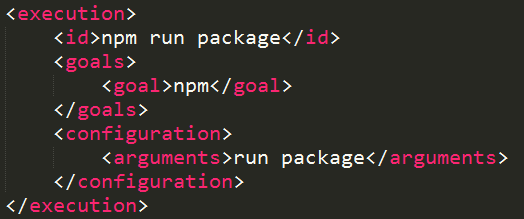 <execution>
    <id>npm run package</id>
    <goals>
        <goal>npm</goal>
    </goals>
    <configuration>
        <arguments>run package</arguments>
    </configuration>
</execution>